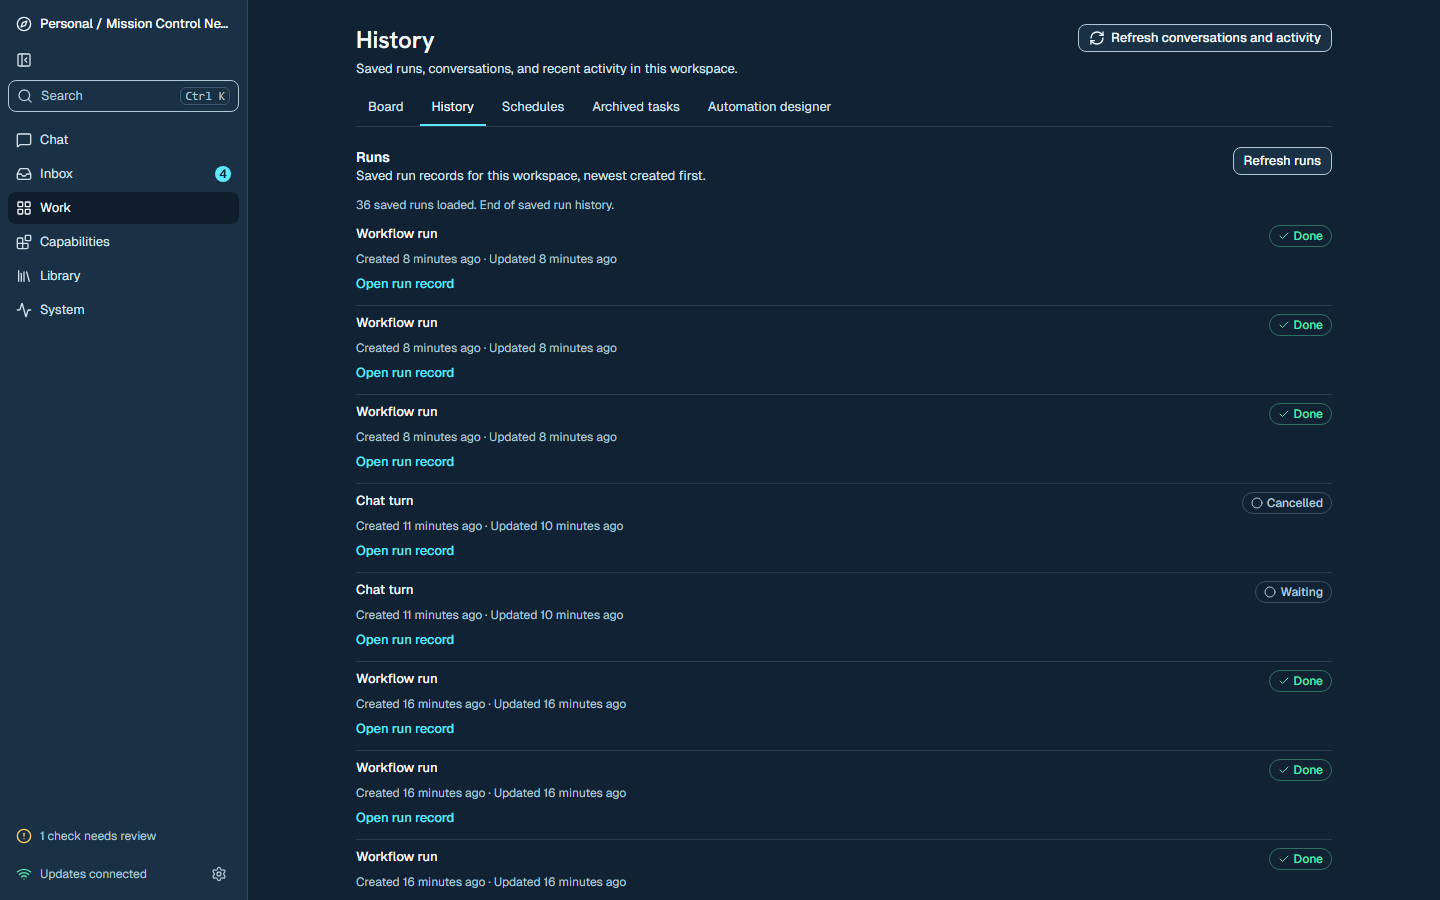 Personal / Mission Control Ne...
Search
Ctrl K
Chat
Inbox
4
Work
Capabilities
Library
System
1 check needs review
Updates connected
History
Refresh conversations and activity
Saved runs, conversations, and recent activity in this workspace.
Board
History
Schedules
Archived tasks
Automation designer
Runs
Refresh runs
Saved run records for this workspace, newest created first.
36 saved runs loaded. End of saved run history.
Workflow run
Done
Created 8 minutes ago · Updated 8 minutes ago
Open run record
Workflow run
Done
Created 8 minutes ago · Updated 8 minutes ago
Open run record
Workflow run
Done
Created 8 minutes ago · Updated 8 minutes ago
Open run record
Chat turn
Cancelled
Created 11 minutes ago · Updated 10 minutes ago
Open run record
Chat turn
Waiting
Created 11 minutes ago · Updated 10 minutes ago
Open run record
Workflow run
Done
Created 16 minutes ago · Updated 16 minutes ago
Open run record
Workflow run
Done
Created 16 minutes ago · Updated 16 minutes ago
Open run record
Workflow run
Done
Created 16 minutes ago · Updated 16 minutes ago